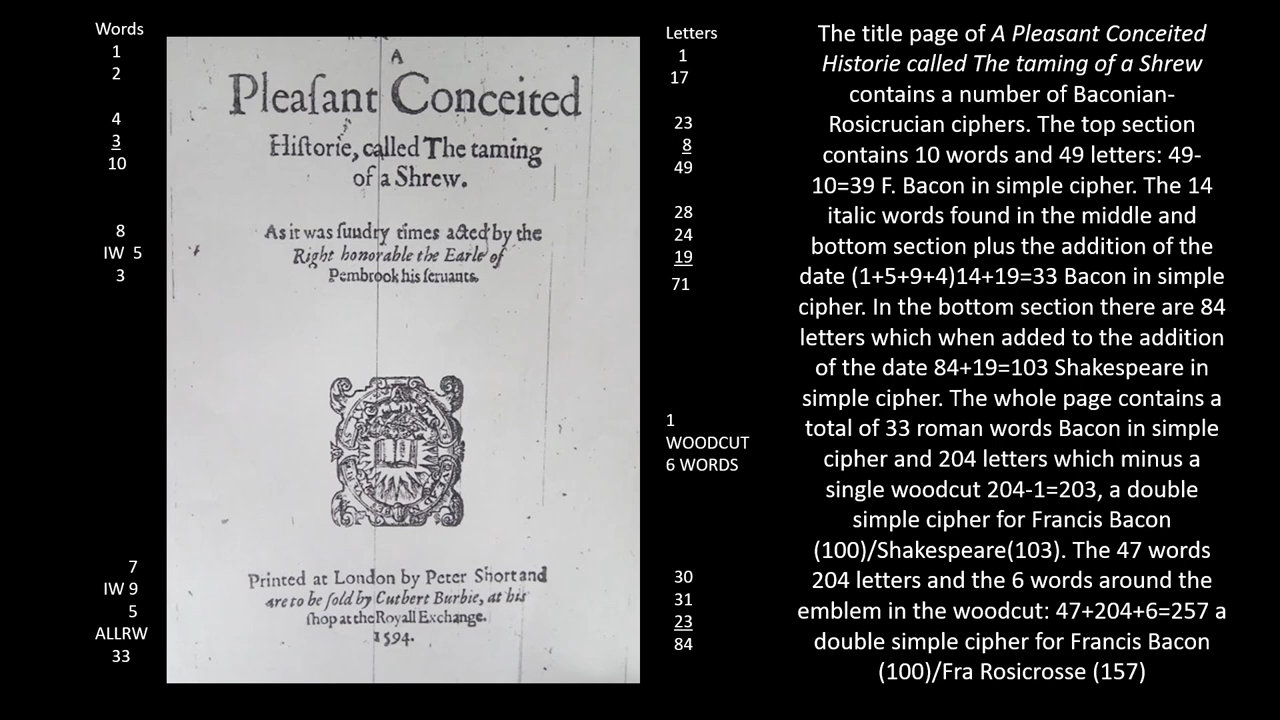 Words
1
2
4
3
10
8
IW 5
3
7
IW 9
5
ALLRW
33
A
Pleaſant Conceited
Hiſtorie, called The taming
of a Shrew.
As it was ſundry times acted by the
Right honorable the Earle of
Pembrook his ſeruants.
Printed at London by Peter Short and
are to be ſold by Cutbert Burbie, at his
ſhop at the Royall Exchange.
1594.
Letters
1
17
23
8
49
28
24
19
71
1
WOODCUT
6 WORDS
30
31
23
84
The title page of A Pleasant Conceited
Historie called The taming of a Shrew
contains a number of Baconian-
Rosicrucian ciphers. The top section
contains 10 words and 49 letters: 49-
10=39 F. Bacon in simple cipher. The 14
italic words found in the middle and
bottom section plus the addition of the
date (1+5+9+4)14+19=33 Bacon in simple
cipher. In the bottom section there are 84
letters which when added to the addition
of the date 84+19=103 Shakespeare in
simple cipher. The whole page contains a
total of 33 roman words Bacon in simple
cipher and 204 letters which minus a
single woodcut 204-1=203, a double
simple cipher for Francis Bacon
(100)/Shakespeare(103). The 47 words
204 letters and the 6 words around the
emblem in the woodcut: 47+204+6=257 a
double simple cipher for Francis Bacon
(100)/Fra Rosicrosse (157)